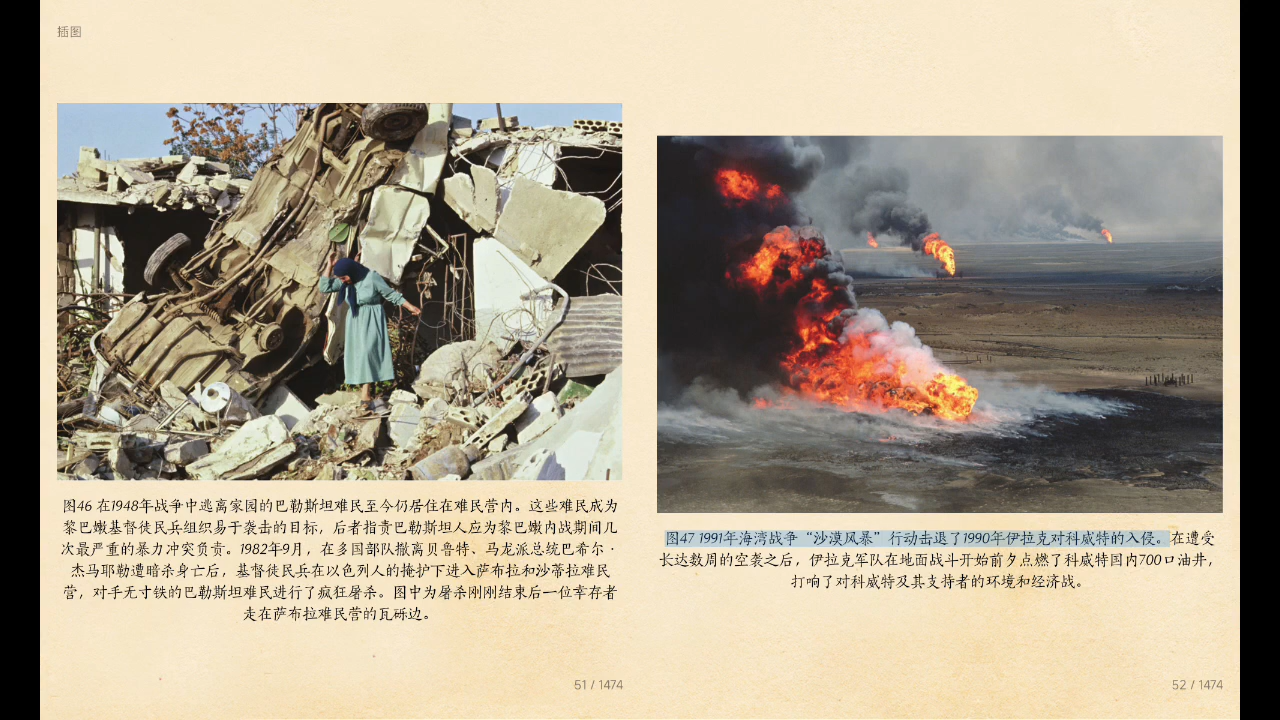 插图
图46 在1948年战争中逃离家园的巴勒斯坦难民至今仍居住在难民营内。这些难民成为
黎巴嫩基督徒民兵组织易于袭击的目标，后者指责巴勒斯坦人应为黎巴嫩内战期间几
次最严重的暴力冲突负责。1982年9月，在多国部队撤离贝鲁特、马龙派总统巴希尔·
杰马耶勒遭暗杀身亡后，基督徒民兵在以色列人的掩护下进入萨布拉和沙蒂拉难民
营，对手无寸铁的巴勒斯坦难民进行了疯狂屠杀。图中为屠杀刚刚结束后一位幸存者
走在萨布拉难民营的瓦砾边。
51 / 1474
图47 1991年海湾战争“沙漠风暴”行动击退了1990年伊拉克对科威特的入侵。在遭受
长达数周的空袭之后，伊拉克军队在地面战斗开始前夕点燃了科威特国内700口油井，
打响了对科威特及其支持者的环境和经济战。
52 / 1474